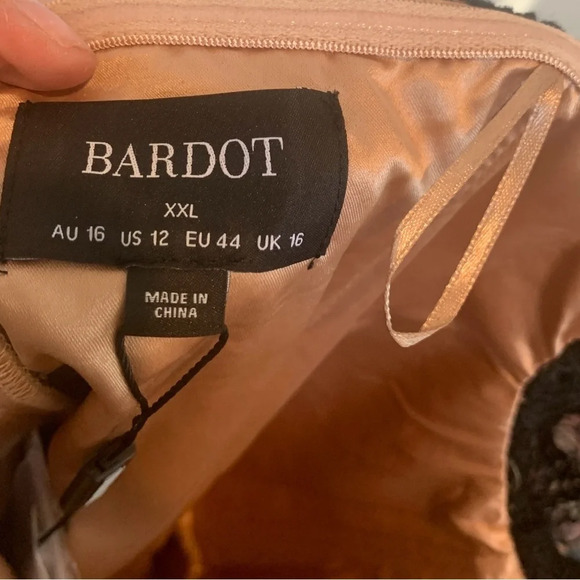 BARDOT
XXL
AU 16 US 12 EU 44 UK 16
MADE IN
CHINA